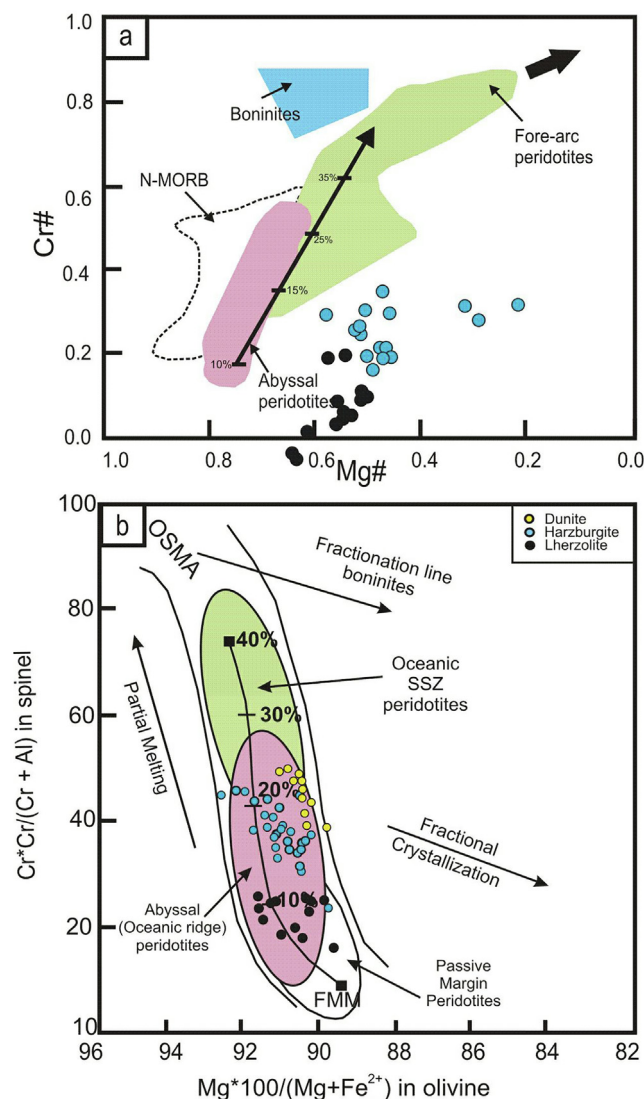 a
1.0
0.8
0.6
0.4
0.2
0.0
Cr#
Boninites
Fore-arc
peridotites
N-MORB
35%
25%
15%
10%
Abyssal
peridotites
1.0
0.8
0.6
0.4
0.2
0.0
Mg#
b
100
80
60
40
20
10
Cr*Cr/(Cr + Al) in spinel
OSMA
Fractionation line
boninites
Dunite
Harzburgite
Lherzolite
Partial Melting
40%
Oceanic
SSZ
peridotites
30%
20%
Fractional
Crystallization
10%
Abyssal
(Oceanic ridge)
peridotites
Passive
Margin
Peridotites
FMM
96
94
92
90
88
86
84
82
Mg*100/(Mg+Fe²⁺) in olivine